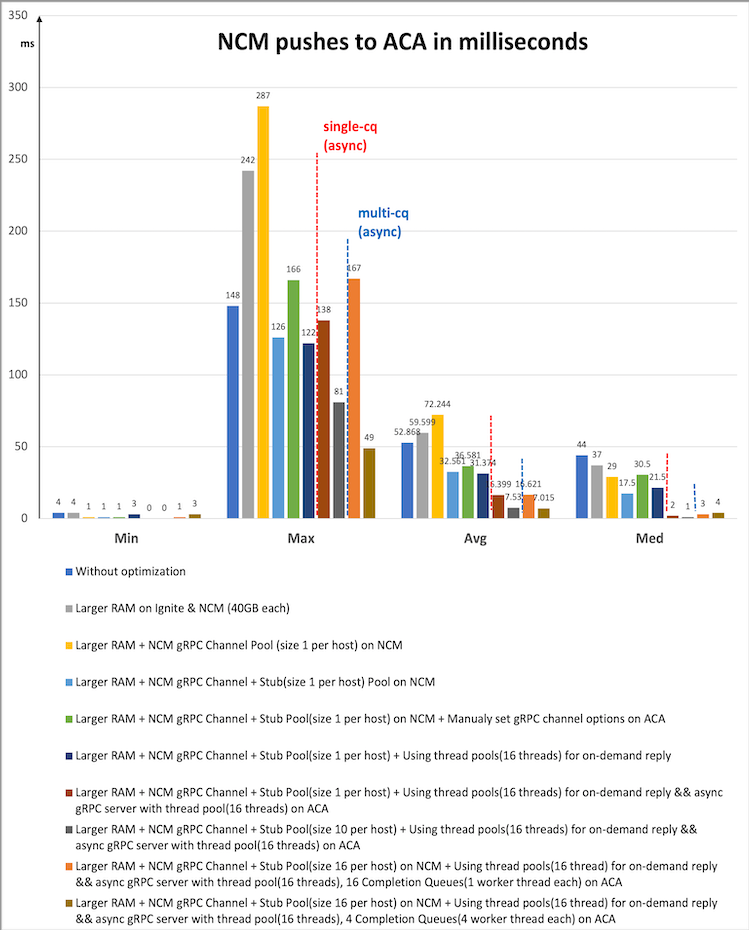 350
ms
NCM pushes to ACA in milliseconds
300
287
single-cq
(async)
250
242
multi-cq
(async)
200
167
166
150
148
138
126
122
100
81
72.244
59.599
52.868
50
49
36.581
32.561
31.374
16.621
7.015
44
37
29
30.5
17.5
21.5
2
1
3
4
0
4
4
1
1
1
3
0
0
1
3
Min
Max
Avg
Med
Without optimization
Larger RAM on Ignite & NCM (40GB each)
Larger RAM + NCM gRPC Channel Pool (size 1 per host) on NCM
Larger RAM + NCM gRPC Channel + Stub(size 1 per host) Pool on NCM
Larger RAM + NCM gRPC Channel + Stub Pool(size 1 per host) on NCM + Manualy set gRPC channel options on ACA
Larger RAM + NCM gRPC Channel + Stub Pool(size 1 per host) + Using thread pools(16 threads) for on-demand reply
Larger RAM + NCM gRPC Channel + Stub Pool(size 1 per host) + Using thread pools(16 threads) for on-demand reply && async
gRPC server with thread pool(16 threads) on ACA
Larger RAM + NCM gRPC Channel + Stub Pool(size 10 per host) + Using thread pools(16 threads) for on-demand reply &&
async gRPC server with thread pool(16 threads) on ACA
Larger RAM + NCM gRPC Channel + Stub Pool(size 16 per host) on NCM + Using thread pools(16 thread) for on-demand reply
&& async gRPC server with thread pool(16 threads), 16 Completion Queues(1 worker thread each) on ACA
Larger RAM + NCM gRPC Channel + Stub Pool(size 16 per host) on NCM + Using thread pools(16 thread) for on-demand reply
&& async gRPC server with thread pool(16 threads), 4 Completion Queues(4 worker thread each) on ACA